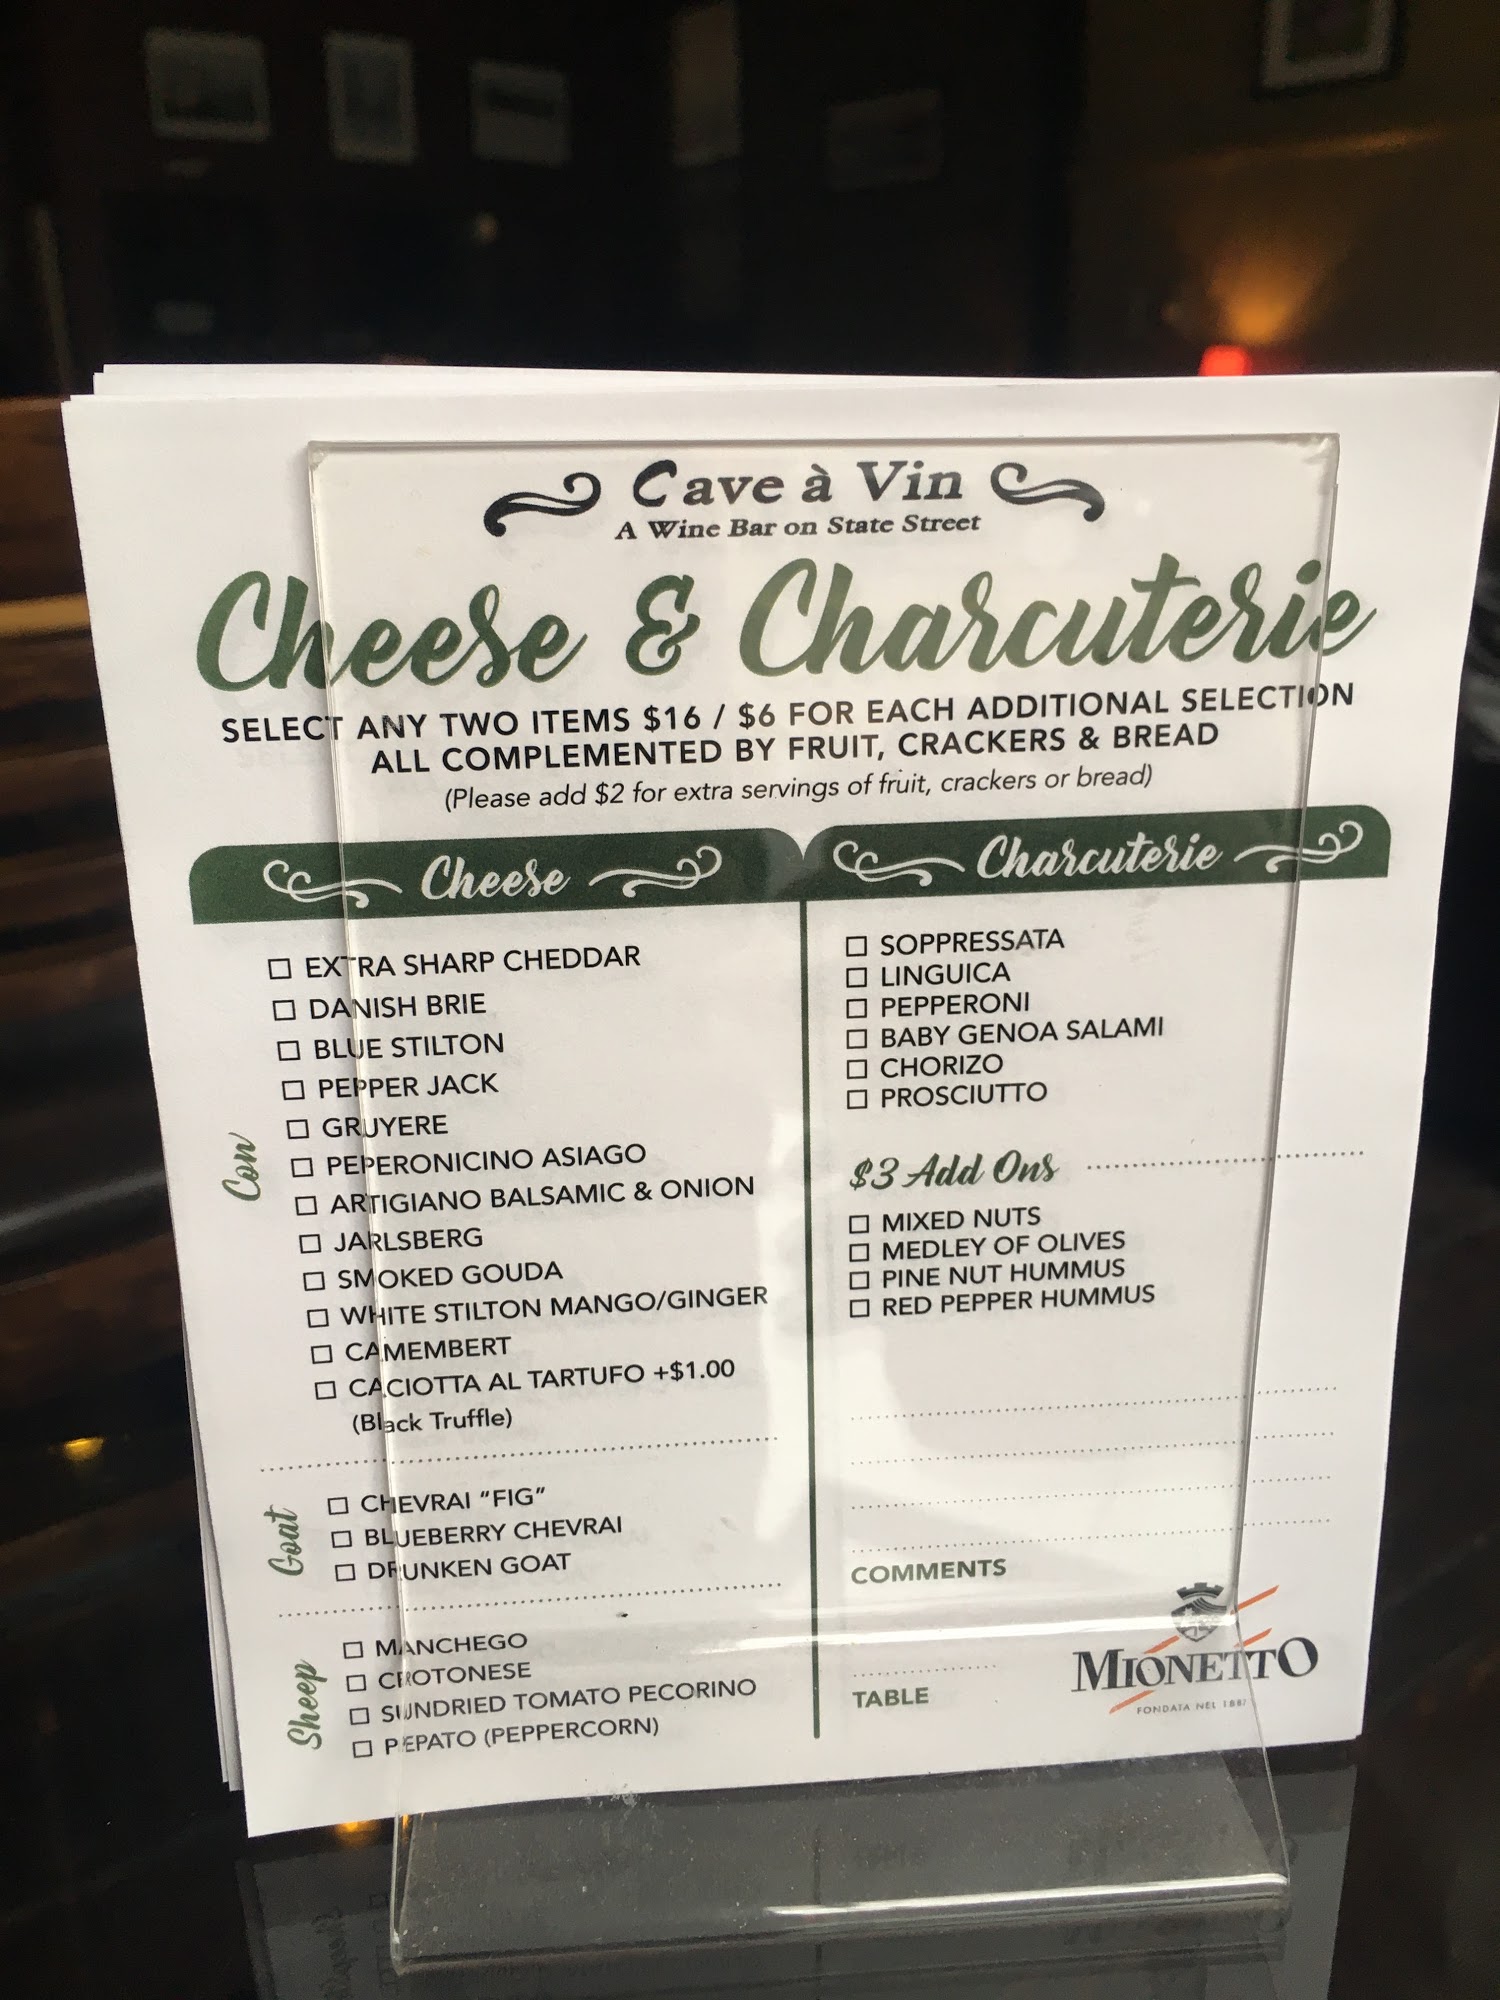 Cave à Vin
A Wine Bar on State Street
Cheese & Charcuterie
SELECT ANY TWO ITEMS $16 / $6 FOR EACH ADDITIONAL SELECTION
ALL COMPLEMENTED BY FRUIT, CRACKERS & BREAD
(Please add $2 for extra servings of fruit, crackers or bread)
Cheese
Cow
EXTRA SHARP CHEDDAR
DANISH BRIE
BLUE STILTON
PEPPER JACK
GRUYERE
PEPERONICINO ASIAGO
ARTIGIANO BALSAMIC & ONION
JARLSBERG
SMOKED GOUDA
WHITE STILTON MANGO/GINGER
CAMEMBERT
CACIOTTA AL TARTUFO +$1.00
(Black Truffle)
Goat
CHEVRAI “FIG”
BLUEBERRY CHEVRAI
DRUNKEN GOAT
Sheep
MANCHEGO
CROTONESE
SUNDRIED TOMATO PECORINO
PEPATO (PEPPERCORN)
Charcuterie
SOPPRESSATA
LINGUICA
PEPPERONI
BABY GENOA SALAMI
CHORIZO
PROSCIUTTO
$3 Add Ons
MIXED NUTS
MEDLEY OF OLIVES
PINE NUT HUMMUS
RED PEPPER HUMMUS
COMMENTS
TABLE
MIONETTO
FONDATA NEL 1887